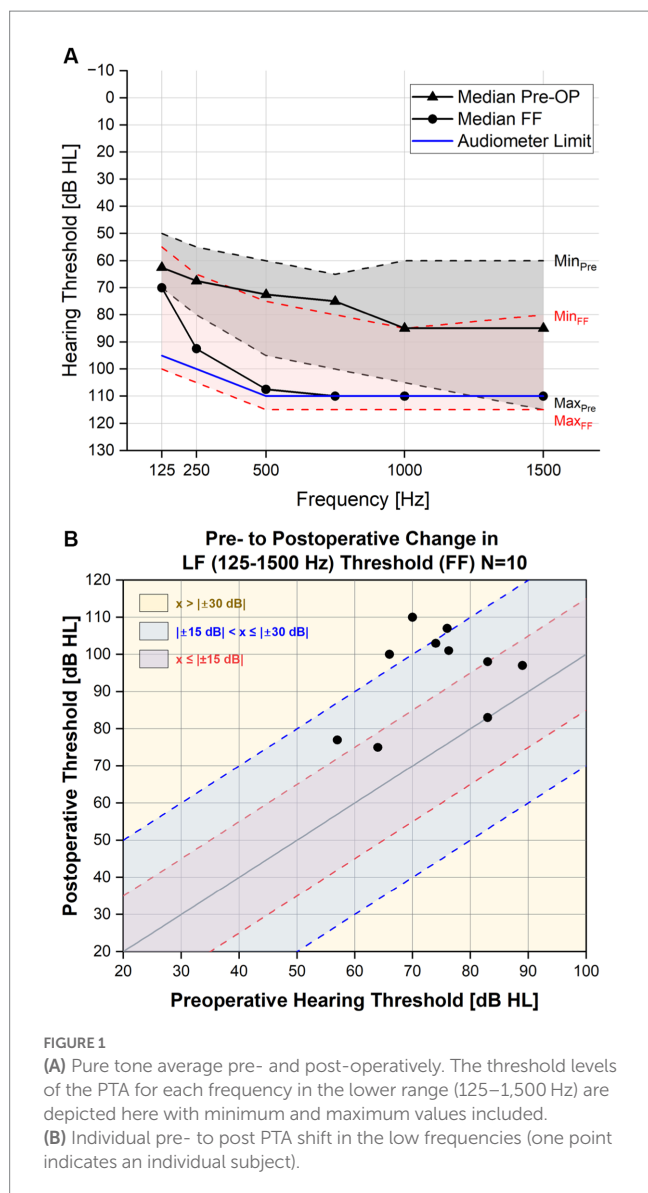 A
−10
0
10
20
30
40
50
60
70
80
90
100
110
120
130
Hearing Threshold [dB HL]
Median Pre-OP
Median FF
Audiometer Limit
MinPre
MinFF
MaxPre
MaxFF
125 250 500 1000 1500
Frequency [Hz]
B
Pre- to Postoperative Change in
LF (125-1500 Hz) Threshold (FF) N=10
120
110
100
90
80
70
60
50
40
30
20
Postoperative Threshold [dB HL]
x > |±30 dB|
|±15 dB| < x ≤ |±30 dB|
x ≤ |±15 dB|
20 30 40 50 60 70 80 90 100
Preoperative Hearing Threshold [dB HL]
FIGURE 1
(A) Pure tone average pre- and post-operatively. The threshold levels
of the PTA for each frequency in the lower range (125–1,500 Hz) are
depicted here with minimum and maximum values included.
(B) Individual pre- to post PTA shift in the low frequencies (one point
indicates an individual subject).